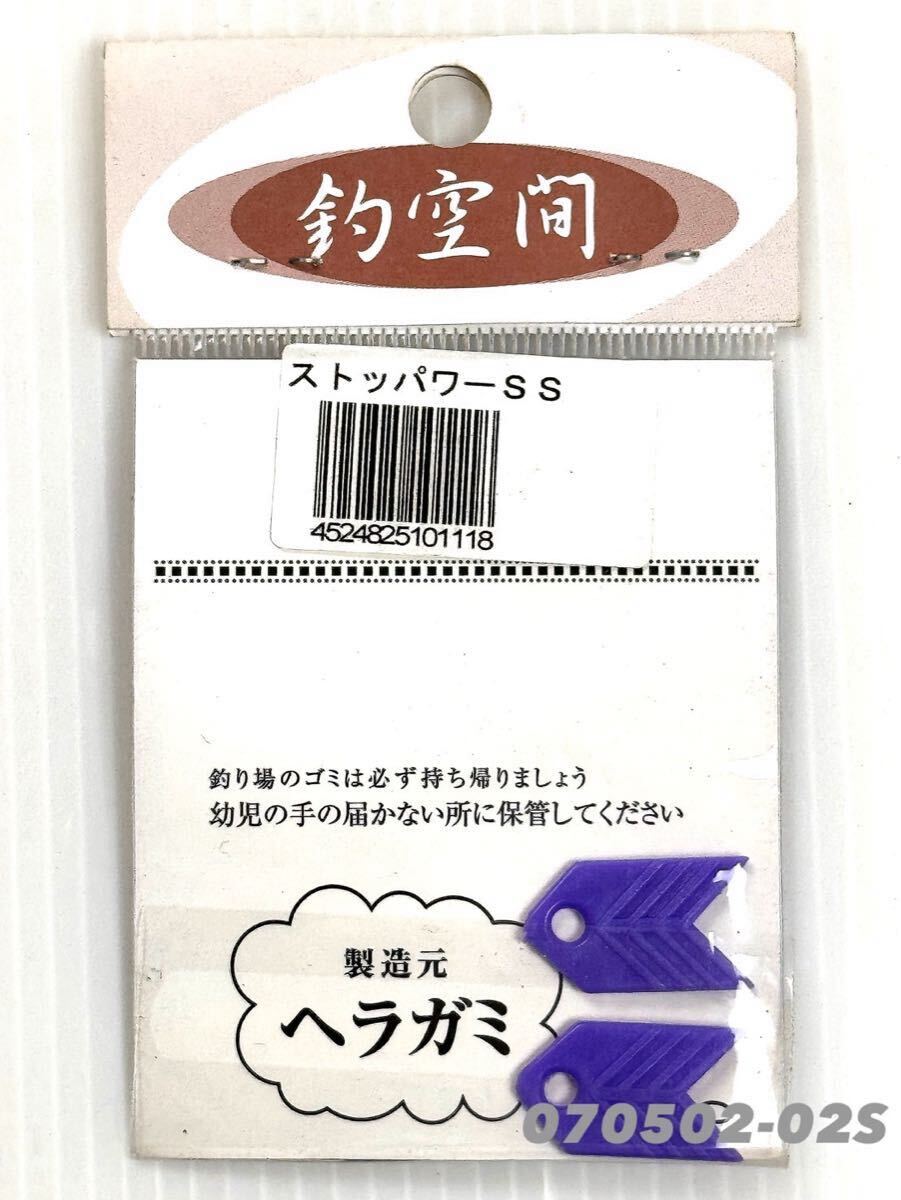 釣空間
ストッパワーSS
4524825101118
釣り場のゴミは必ず持ち帰りましょう
幼児の手の届かない所に保管してください
製造元
ヘラガミ
070502-02S